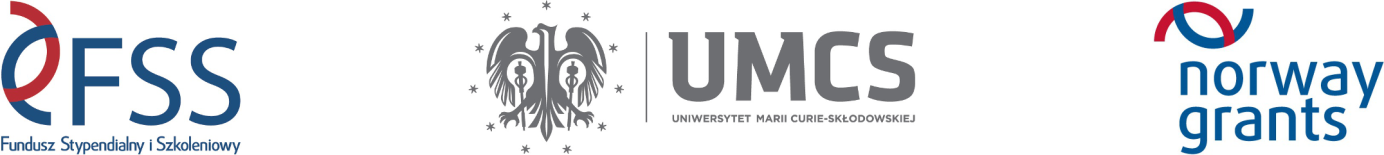 FSS
Fundusz Stypendialny i Szkoleniowy
UMCS
UNIWERSYTET MARII CURIE-SKŁODOWSKIEJ
norway
grants